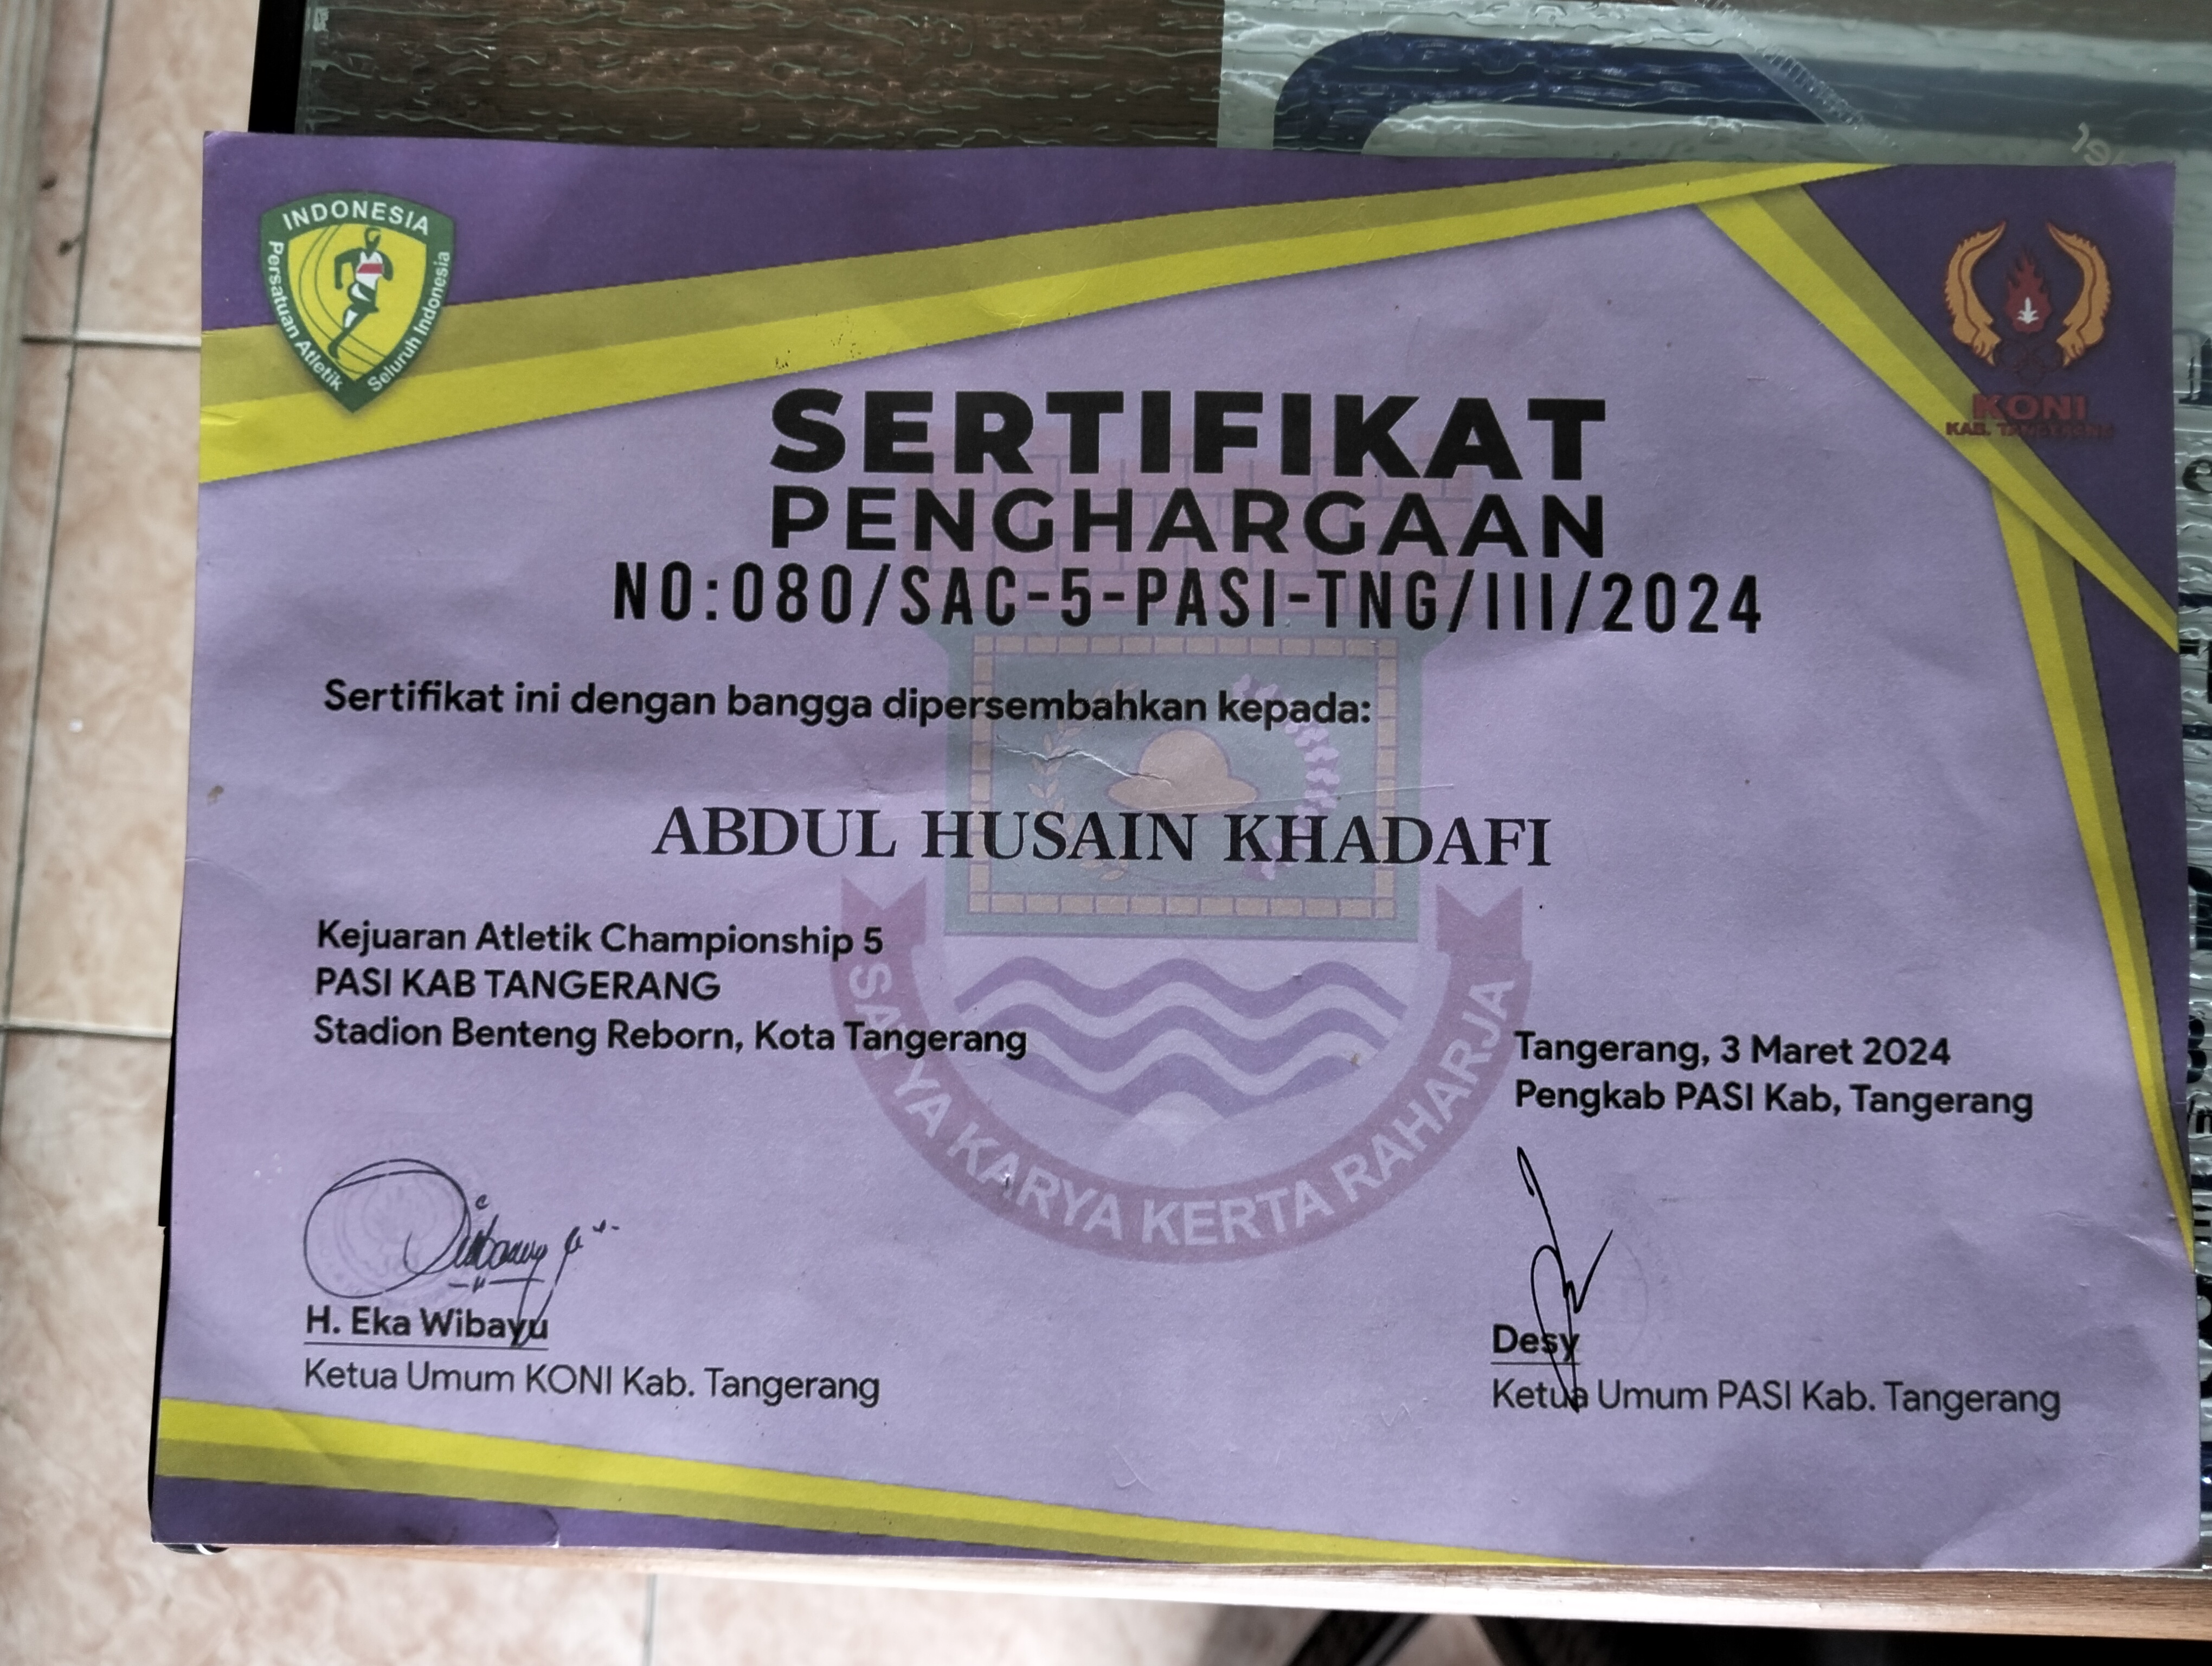 INDONESIA
Persatuan Atletik Seluruh Indonesia
KONI
KAB. TANGERANG
SERTIFIKAT
PENGHARGAAN
NO:080/SAC-5-PASI-TNG/III/2024
Sertifikat ini dengan bangga dipersembahkan kepada:
ABDUL HUSAIN KHADAFI
Kejuaran Atletik Championship 5
PASI KAB TANGERANG
Stadion Benteng Reborn, Kota Tangerang
Tangerang, 3 Maret 2024
Pengkab PASI Kab, Tangerang
SATYA KARYA KERTA RAHARJA
H. Eka Wibayu
Ketua Umum KONI Kab. Tangerang
Desy
Ketua Umum PASI Kab. Tangerang